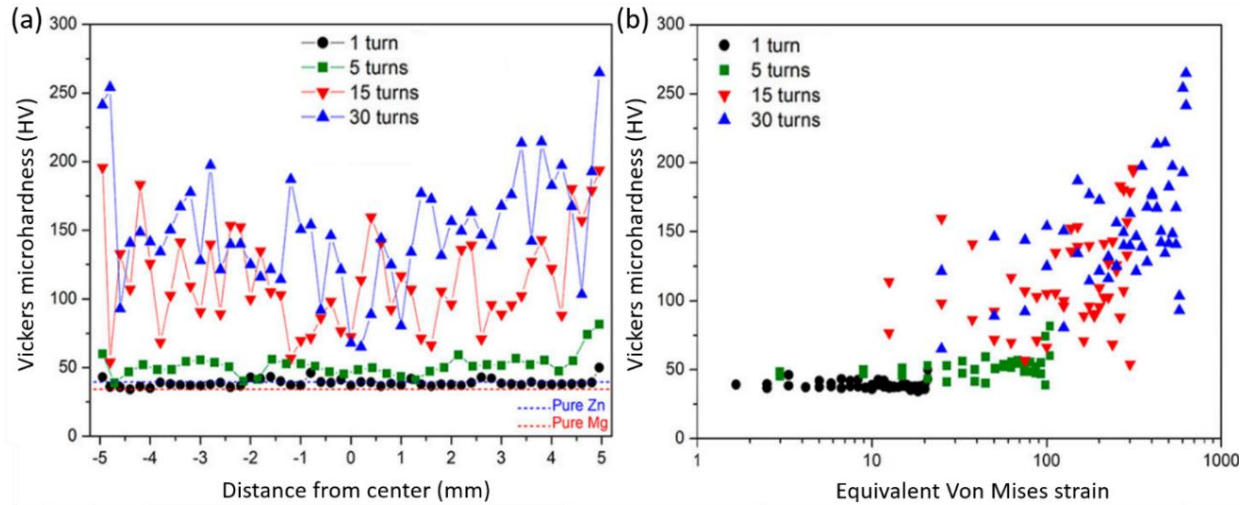 (a)
300
250
200
150
100
50
0
Vickers microhardness (HV)
1 turn
5 turns
15 turns
30 turns
Pure Zn
Pure Mg
-5 -4 -3 -2 -1 0 1 2 3 4 5
Distance from center (mm)
(b)
300
250
200
150
100
50
0
Vickers microhardness (HV)
1 turn
5 turns
15 turns
30 turns
1 10 100 1000
Equivalent Von Mises strain